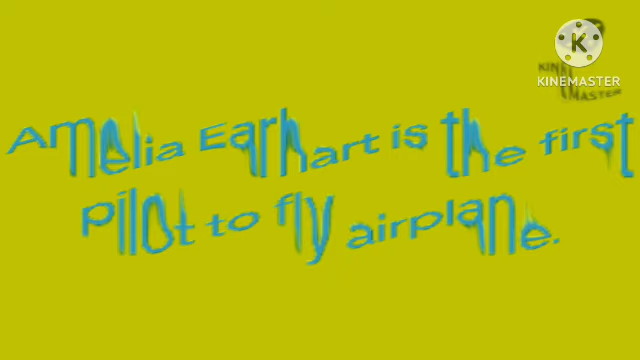 KINEMASTER
Amelia Earhart is the first
pilot to fly airplane.